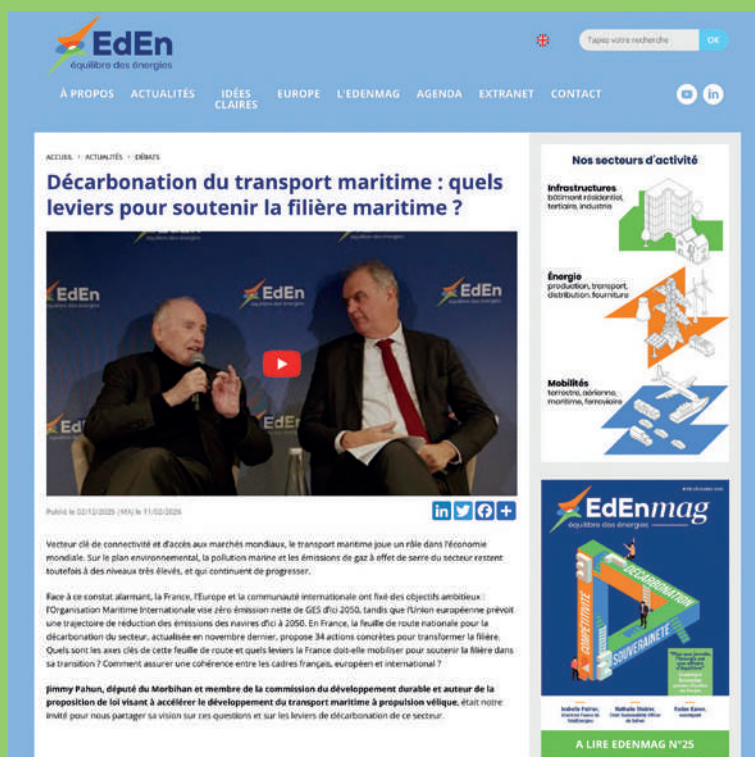 EdEn
équilibre des énergies
Tapez votre recherche
OK
À PROPOS
ACTUALITÉS
IDÉES
CLAIRES
EUROPE
L'EDENMAG
AGENDA
EXTRANET
CONTACT
ACCUEIL
ACTUALITÉS
DÉBATS
Décarbonation du transport maritime : quels
leviers pour soutenir la filière maritime ?
équilibre des énergies
EdEn
EdEn
EdEn
EdEn
Publié le 02/12/2025 | MAJ le 11/02/2026
Vecteur clé de connectivité et d'accès aux marchés mondiaux, le transport maritime joue un rôle dans l'économie
mondiale. Sur le plan environnemental, la pollution marine et les émissions de gaz à effet de serre du secteur restent
toutefois à des niveaux très élevés, et qui continuent de progresser.
Face à ce constat alarmant, la France, l'Europe et la communauté internationale ont fixé des objectifs ambitieux :
l'Organisation Maritime Internationale vise zéro émission nette de GES d'ici 2050, tandis que l'Union européenne prévoit
une trajectoire de réduction des émissions des navires d'ici à 2050. En France, la feuille de route nationale pour la
décarbonation du secteur, actualisée en novembre dernier, propose 34 actions concrètes pour transformer la filière.
Quels sont les axes clés de cette feuille de route et quels leviers la France doit-elle mobiliser pour soutenir la filière dans
sa transition ? Comment assurer une cohérence entre les cadres français, européen et international ?
Jimmy Pahun, député du Morbihan et membre de la commission du développement durable et auteur de la
proposition de loi visant à accélérer le développement du transport maritime à propulsion vélique, était notre
invité pour nous partager sa vision sur ces questions et sur les leviers de décarbonation de ce secteur.
Nos secteurs d'activité
Infrastructures
bâtiment résidentiel,
tertiaire, industrie
Énergie
production, transport,
distribution, fourniture
Mobilités
terrestre, aérienne,
maritime, ferroviaire
EdEnmag
équilibre des énergies
DÉCARBONATION
COMPÉTITIVITÉ
SOUVERAINETÉ
A LIRE EDENMAG N°25